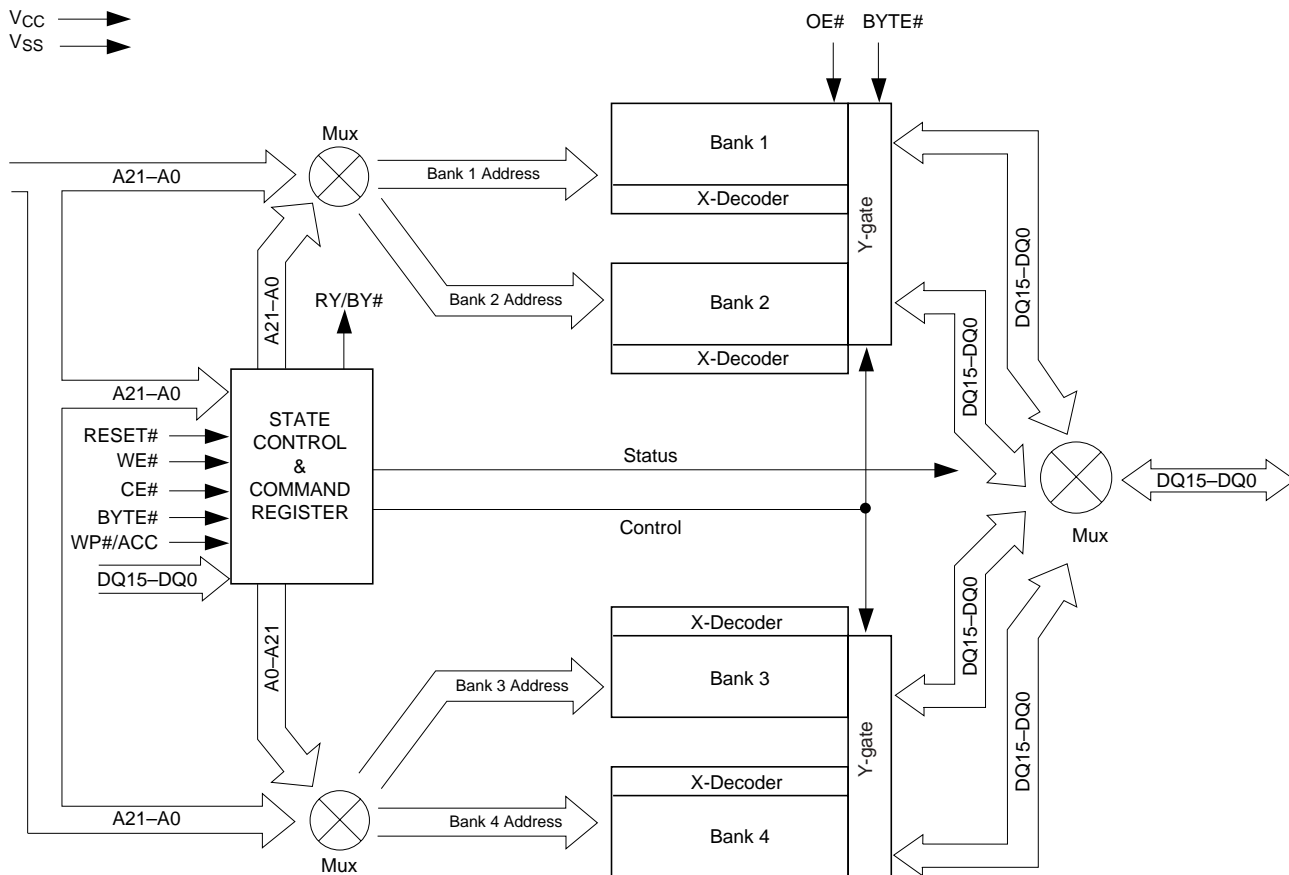 VCC
VSS
OE# BYTE#
Mux
A21–A0
Bank 1 Address
Bank 1
X-Decoder
Y-gate
DQ15–DQ0
A21–A0
RY/BY#
Bank 2 Address
Bank 2
X-Decoder
DQ15–DQ0
A21–A0
RESET#
WE#
CE#
BYTE#
WP#/ACC
DQ15–DQ0
STATE
CONTROL
&
COMMAND
REGISTER
Status
Control
DQ15–DQ0
Mux
A0–A21
Bank 3 Address
X-Decoder
Bank 3
DQ15–DQ0
Y-gate
DQ15–DQ0
A21–A0
Mux
Bank 4 Address
X-Decoder
Bank 4